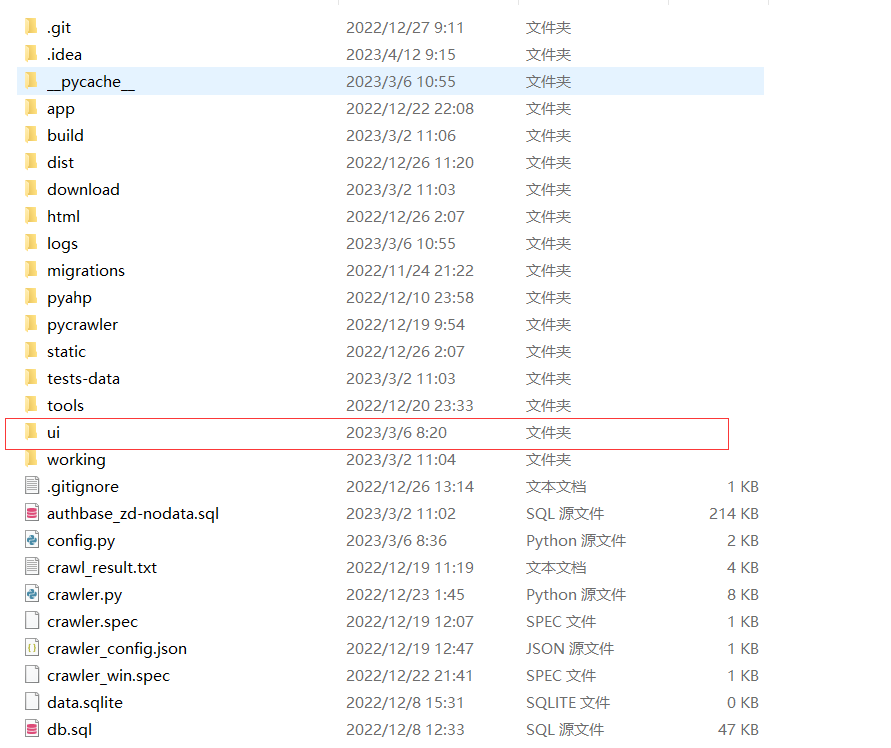 .git 2022/12/27 9:11 文件夹
.idea 2023/4/12 9:15 文件夹
__pycache__ 2023/3/6 10:55 文件夹
app 2022/12/22 22:08 文件夹
build 2023/3/2 11:06 文件夹
dist 2022/12/26 11:20 文件夹
download 2023/3/2 11:03 文件夹
html 2022/12/26 2:07 文件夹
logs 2023/3/6 10:55 文件夹
migrations 2022/11/24 21:22 文件夹
pyahp 2022/12/10 23:58 文件夹
pycrawler 2022/12/19 9:54 文件夹
static 2022/12/26 2:07 文件夹
tests-data 2023/3/2 11:03 文件夹
tools 2022/12/20 23:33 文件夹
ui 2023/3/6 8:20 文件夹
working 2023/3/2 11:04 文件夹
.gitignore 2022/12/26 13:14 文本文档 1 KB
authbase_zd-nodata.sql 2023/3/2 11:02 SQL 源文件 214 KB
config.py 2023/3/6 8:36 Python 源文件 2 KB
crawl_result.txt 2022/12/19 11:19 文本文档 4 KB
crawler.py 2022/12/23 1:45 Python 源文件 8 KB
crawler.spec 2022/12/19 12:07 SPEC 文件 1 KB
crawler_config.json 2022/12/19 12:47 JSON 源文件 1 KB
crawler_win.spec 2022/12/22 21:41 SPEC 文件 1 KB
data.sqlite 2022/12/8 15:31 SQLITE 文件 0 KB
db.sql 2022/12/8 12:33 SQL 源文件 47 KB